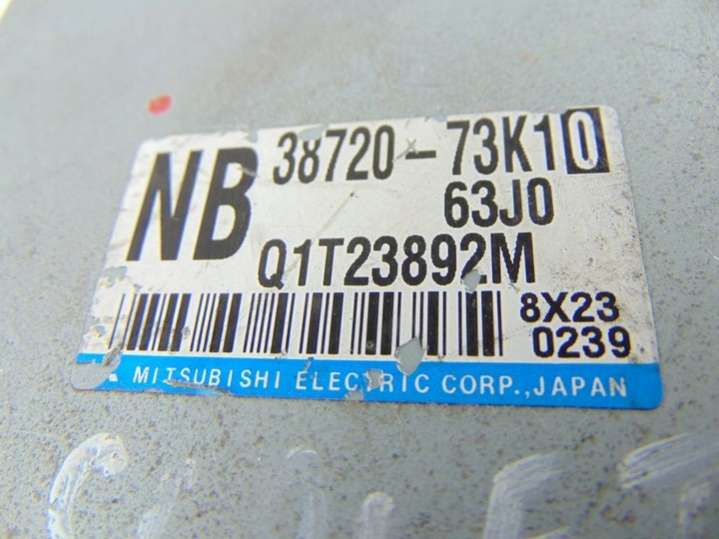 NB 38720-73K10
63J0
Q1T23892M
8X23
0239
MITSUBISHI ELECTRIC CORP., JAPAN